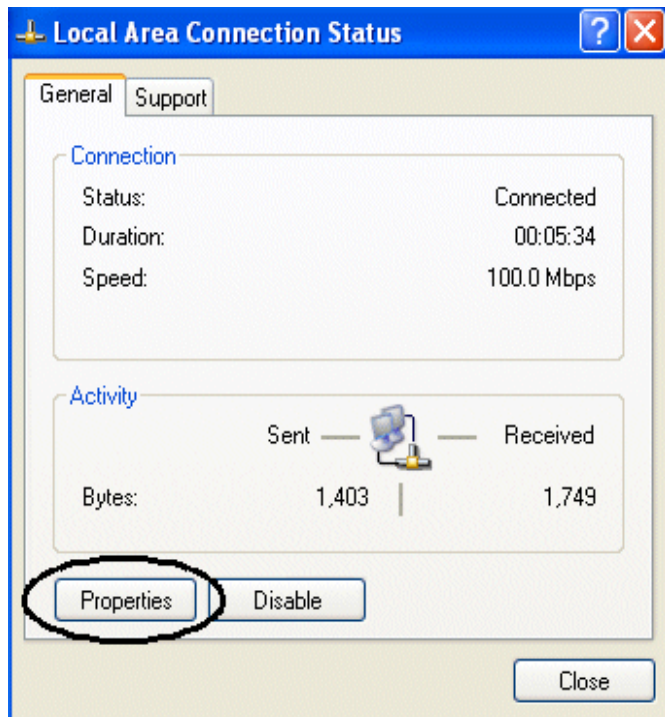 Local Area Connection Status
General Support
Connection
Status: Connected
Duration: 00:05:34
Speed: 100.0 Mbps
Activity
Sent Received
Bytes: 1,403 1,749
Properties Disable
Close